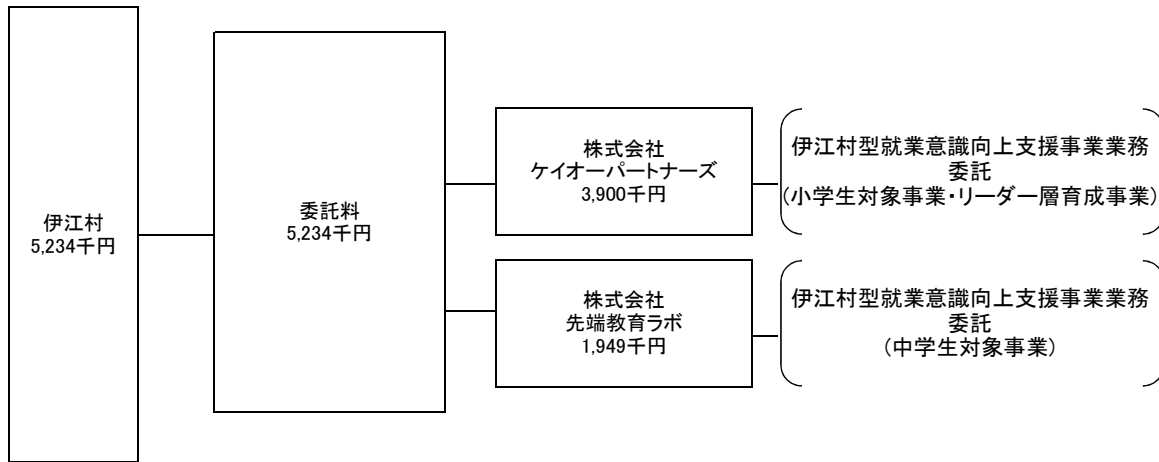 伊江村
5,234千円
委託料
5,234千円
株式会社
ケイオーパートナーズ
3,900千円
伊江村型就業意識向上支援事業業務
委託
(小学生対象事業・リーダー層育成事業)
株式会社
先端教育ラボ
1,949千円
伊江村型就業意識向上支援事業業務
委託
(中学生対象事業)